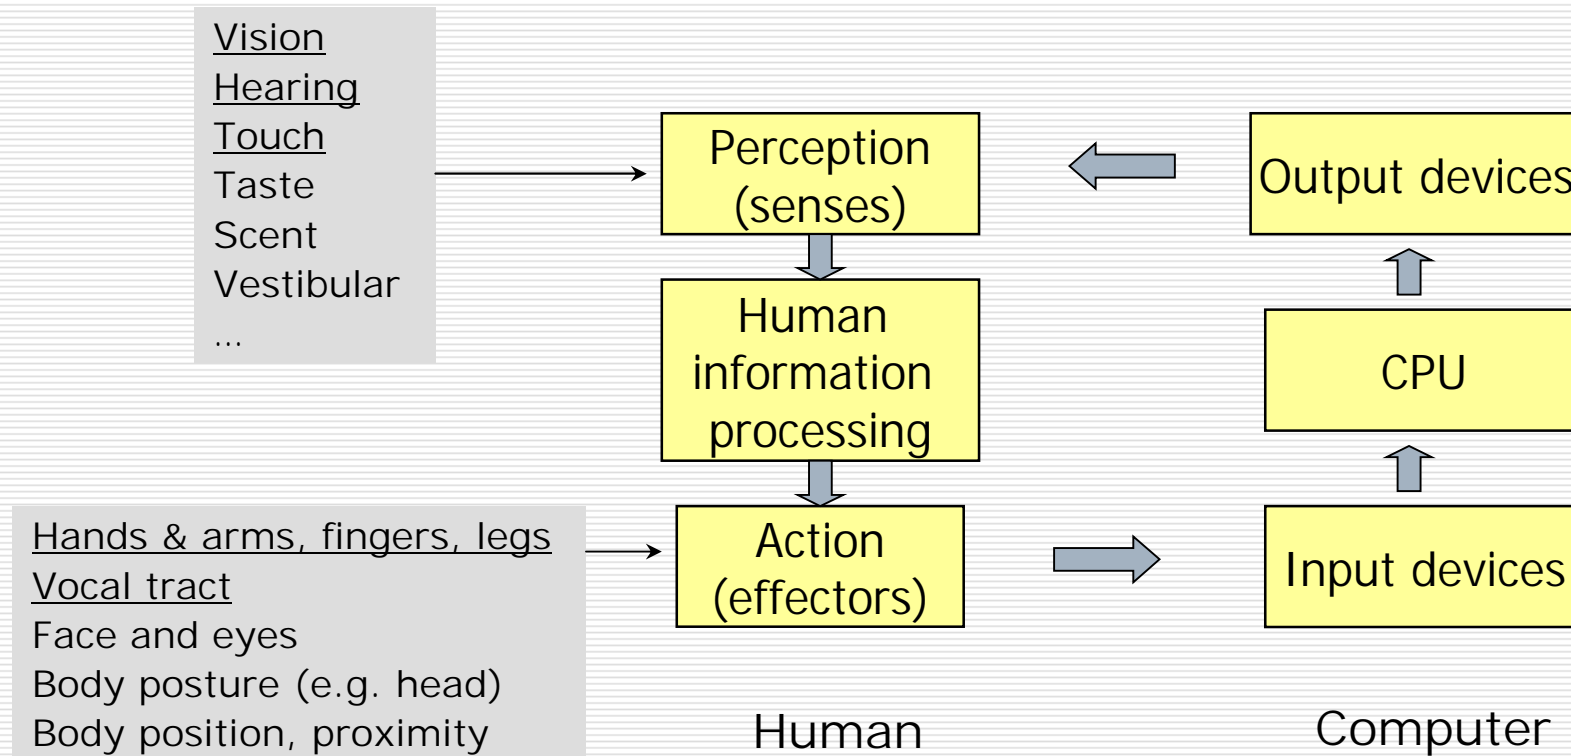 Vision
Hearing
Touch
Taste
Scent
Vestibular
...
Perception
(senses)
Human
information
processing
Action
(effectors)
Output devices
CPU
Input devices
Hands & arms, fingers, legs
Vocal tract
Face and eyes
Body posture (e.g. head)
Body position, proximity
Human
Computer